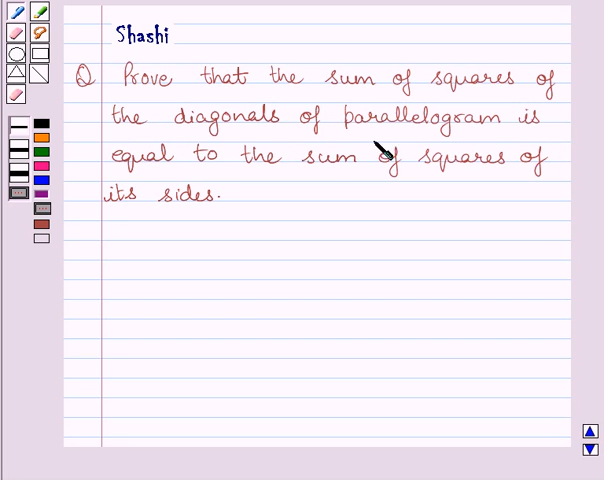 Shashi
Q Prove that the sum of squares of
the diagonals of parallelogram is
equal to the sum of squares of
its sides.